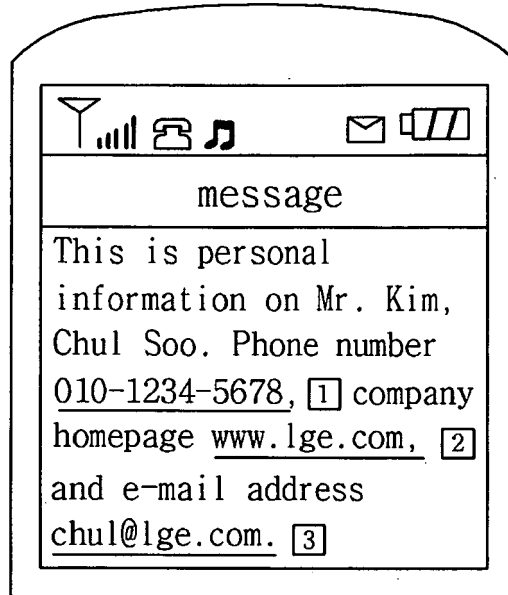 message
This is personal
information on Mr. Kim,
Chul Soo. Phone number
010-1234-5678, 1 company
homepage www.lge.com, 2
and e-mail address
chul@lge.com. 3